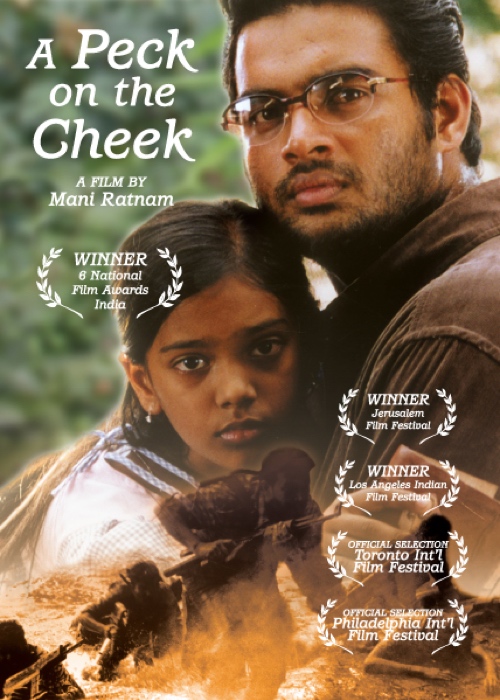 A Peck
on the
Cheek
A FILM BY
Mani Ratnam
WINNER
6 National
Film Awards
India
WINNER
Jerusalem
Film Festival
WINNER
Los Angeles Indian
Film Festival
OFFICIAL SELECTION
Toronto Int'l
Film Festival
OFFICIAL SELECTION
Philadelphia Int'l
Film Festival